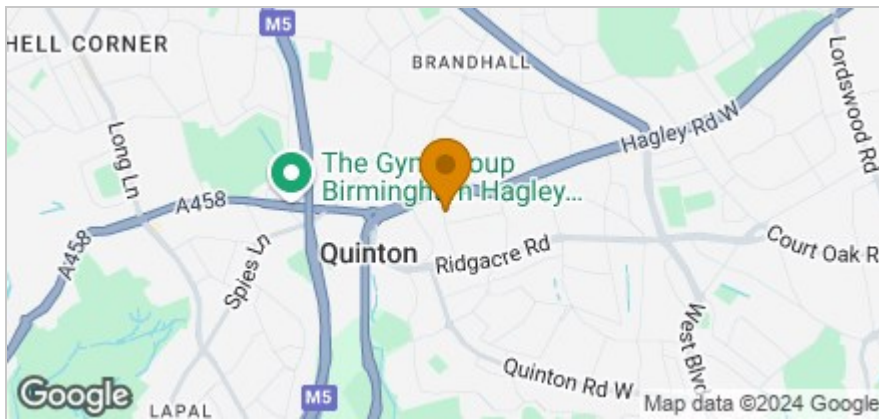 M5
HELL CORNER
BRANDHALL
Lordswood Rd
Long Ln
Hagley Rd W
The Gym Group
Birmingham Hagley...
A458
A458
Spies Ln
Quinton
Ridgacre Rd
Court Oak R
West Blvd
Quinton Rd W
M5
Google
LAPAL
Map data ©2024 Google